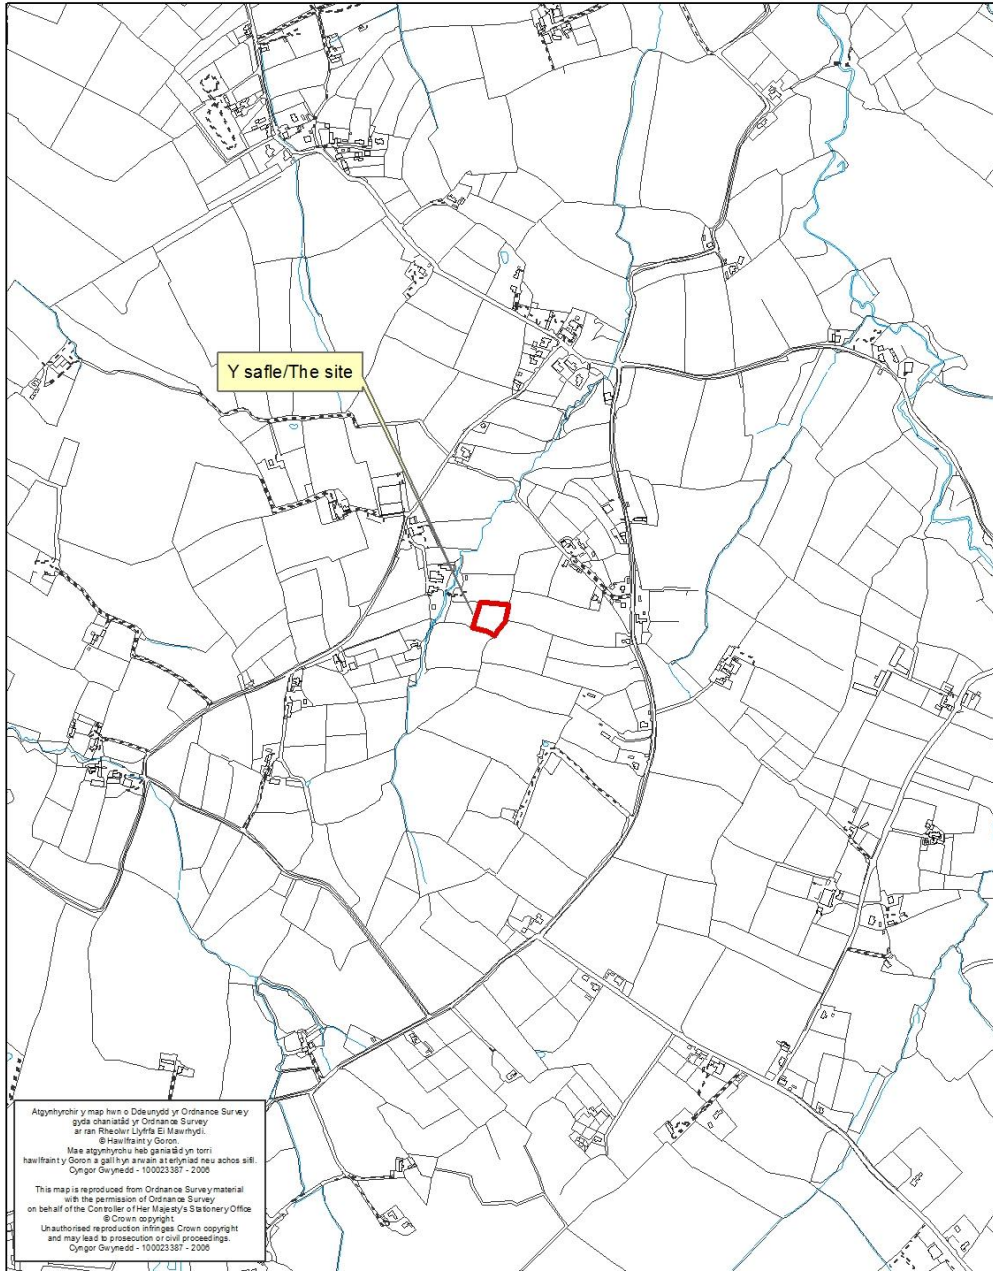 Y safle/The site
Atgynhyrchir y map hwn o Ddeunydd yr Ordnance Survey
gyda chaniatâd yr Ordnance Survey
ar ran Rheolwr Llyfrfa Ei Mawrhydi.
© Hawlfraint y Goron.
Mae atgynhyrchu heb ganiatâd yn torri
hawlfraint y Goron a gall hyn arwain at erlyniad neu achos sifil.
Cyngor Gwynedd - 100023387 - 2006
This map is reproduced from Ordnance Survey material
with the permission of Ordnance Survey
on behalf of the Controller of Her Majesty's Stationery Office
© Crown copyright.
Unauthorised reproduction infringes Crown copyright
and may lead to prosecution or civil proceedings.
Cyngor Gwynedd - 100023387 - 2006